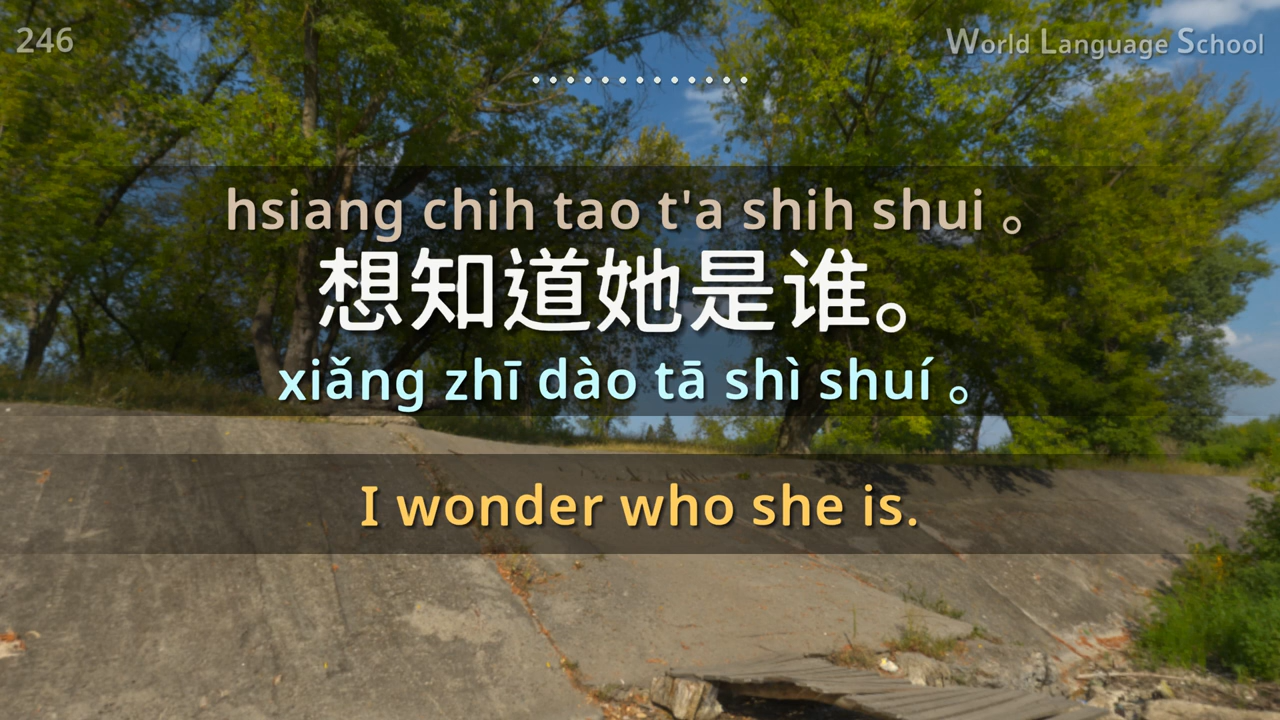 246
World Language School
hsiang chih tao t'a shih shui 。
想知道她是谁。
xiǎng zhī dào tā shì shuí 。
I wonder who she is.